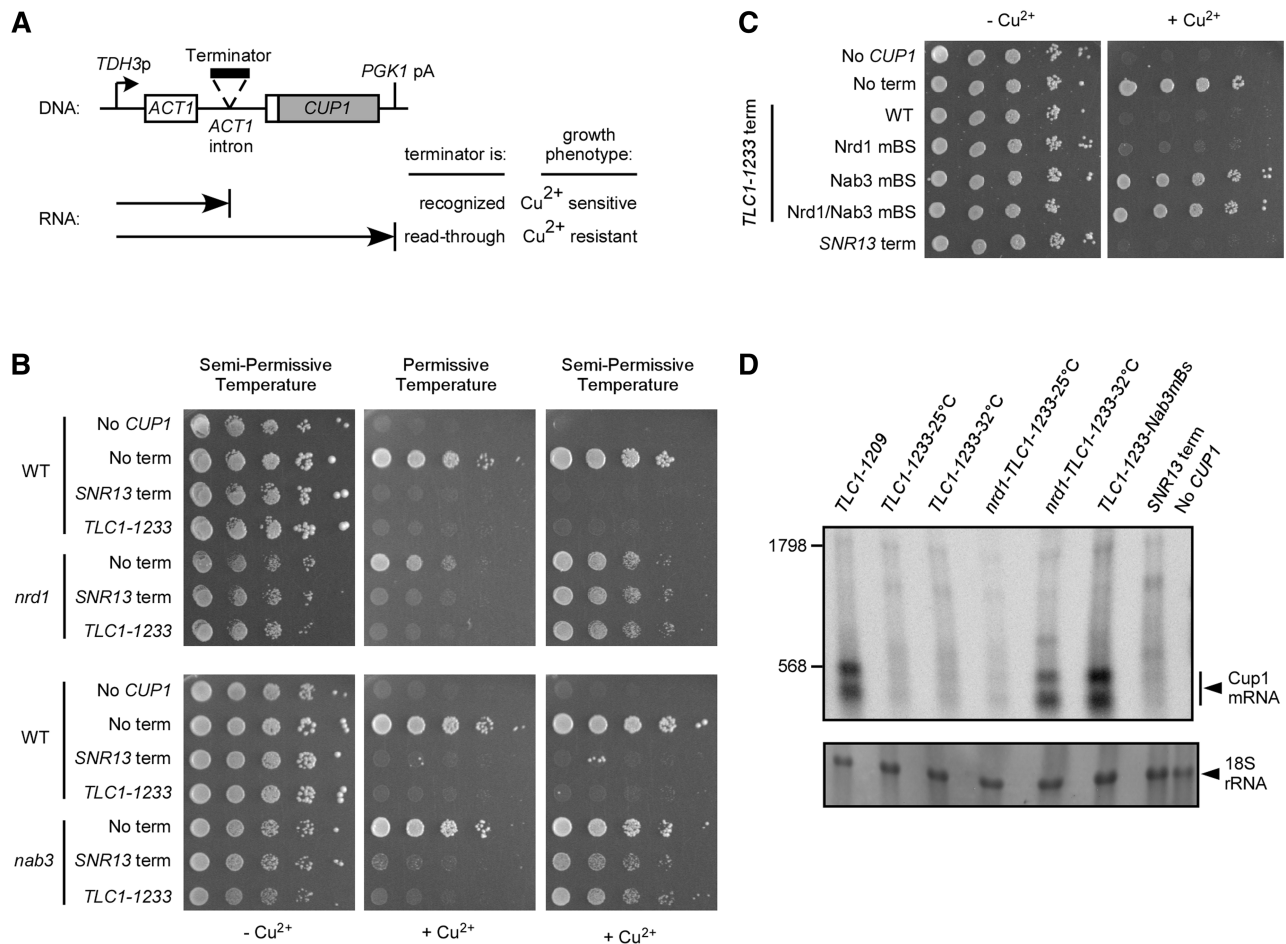 A
Terminator
TDH3p
PGK1 pA
DNA:
ACT1
CUP1
ACT1
intron
terminator is:
growth
phenotype:
RNA:
recognized
Cu2+ sensitive
read-through
Cu2+ resistant
B
Semi-Permissive
Temperature
Permissive
Temperature
Semi-Permissive
Temperature
WT
No CUP1
No term
SNR13 term
TLC1-1233
nrd1
No term
SNR13 term
TLC1-1233
WT
No CUP1
No term
SNR13 term
TLC1-1233
nab3
No term
SNR13 term
TLC1-1233
- Cu2+
+ Cu2+
+ Cu2+
C
- Cu2+
+ Cu2+
No CUP1
No term
TLC1-1233 term
WT
Nrd1 mBS
Nab3 mBS
Nrd1/Nab3 mBS
SNR13 term
D
TLC1-1209
TLC1-1233-25°C
TLC1-1233-32°C
nrd1-TLC1-1233-25°C
nrd1-TLC1-1233-32°C
TLC1-1233-Nab3mBs
SNR13 term
No CUP1
1798
568
Cup1
mRNA
18S
rRNA